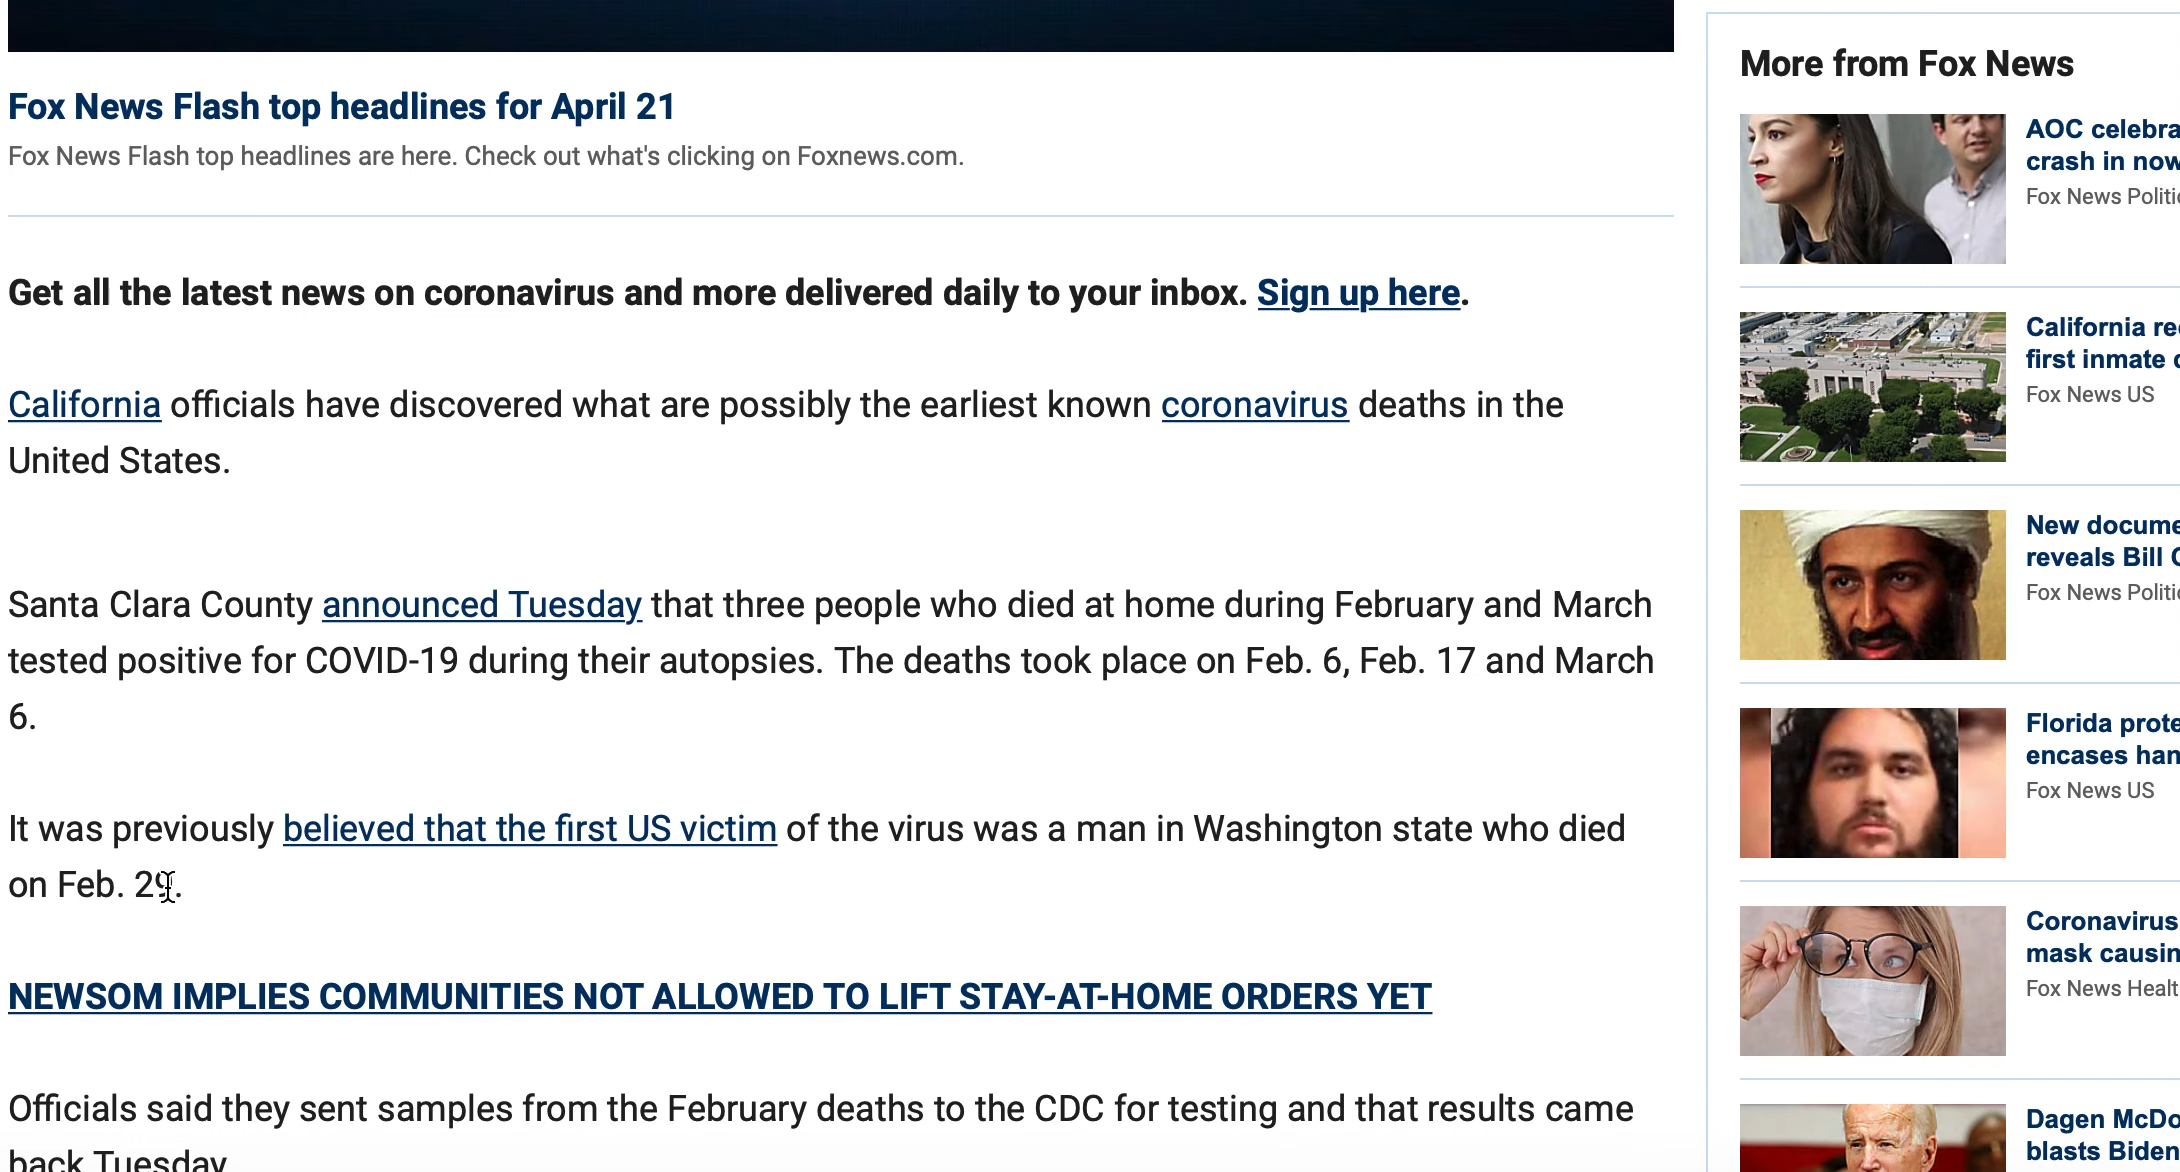 Fox News Flash top headlines for April 21
Fox News Flash top headlines are here. Check out what's clicking on Foxnews.com.
Get all the latest news on coronavirus and more delivered daily to your inbox. Sign up here.
California officials have discovered what are possibly the earliest known coronavirus deaths in the
United States.
Santa Clara County announced Tuesday that three people who died at home during February and March
tested positive for COVID-19 during their autopsies. The deaths took place on Feb. 6, Feb. 17 and March
6.
It was previously believed that the first US victim of the virus was a man in Washington state who died
on Feb. 29.
NEWSOM IMPLIES COMMUNITIES NOT ALLOWED TO LIFT STAY-AT-HOME ORDERS YET
Officials said they sent samples from the February deaths to the CDC for testing and that results came
back Tuesday
More from Fox News
AOC celebra
crash in now
Fox News Politi
California re
first inmate
Fox News US
New docume
reveals Bill
Fox News Politi
Florida prote
encases han
Fox News US
Coronavirus
mask causin
Fox News Healt
Dagen McDo
blasts Biden